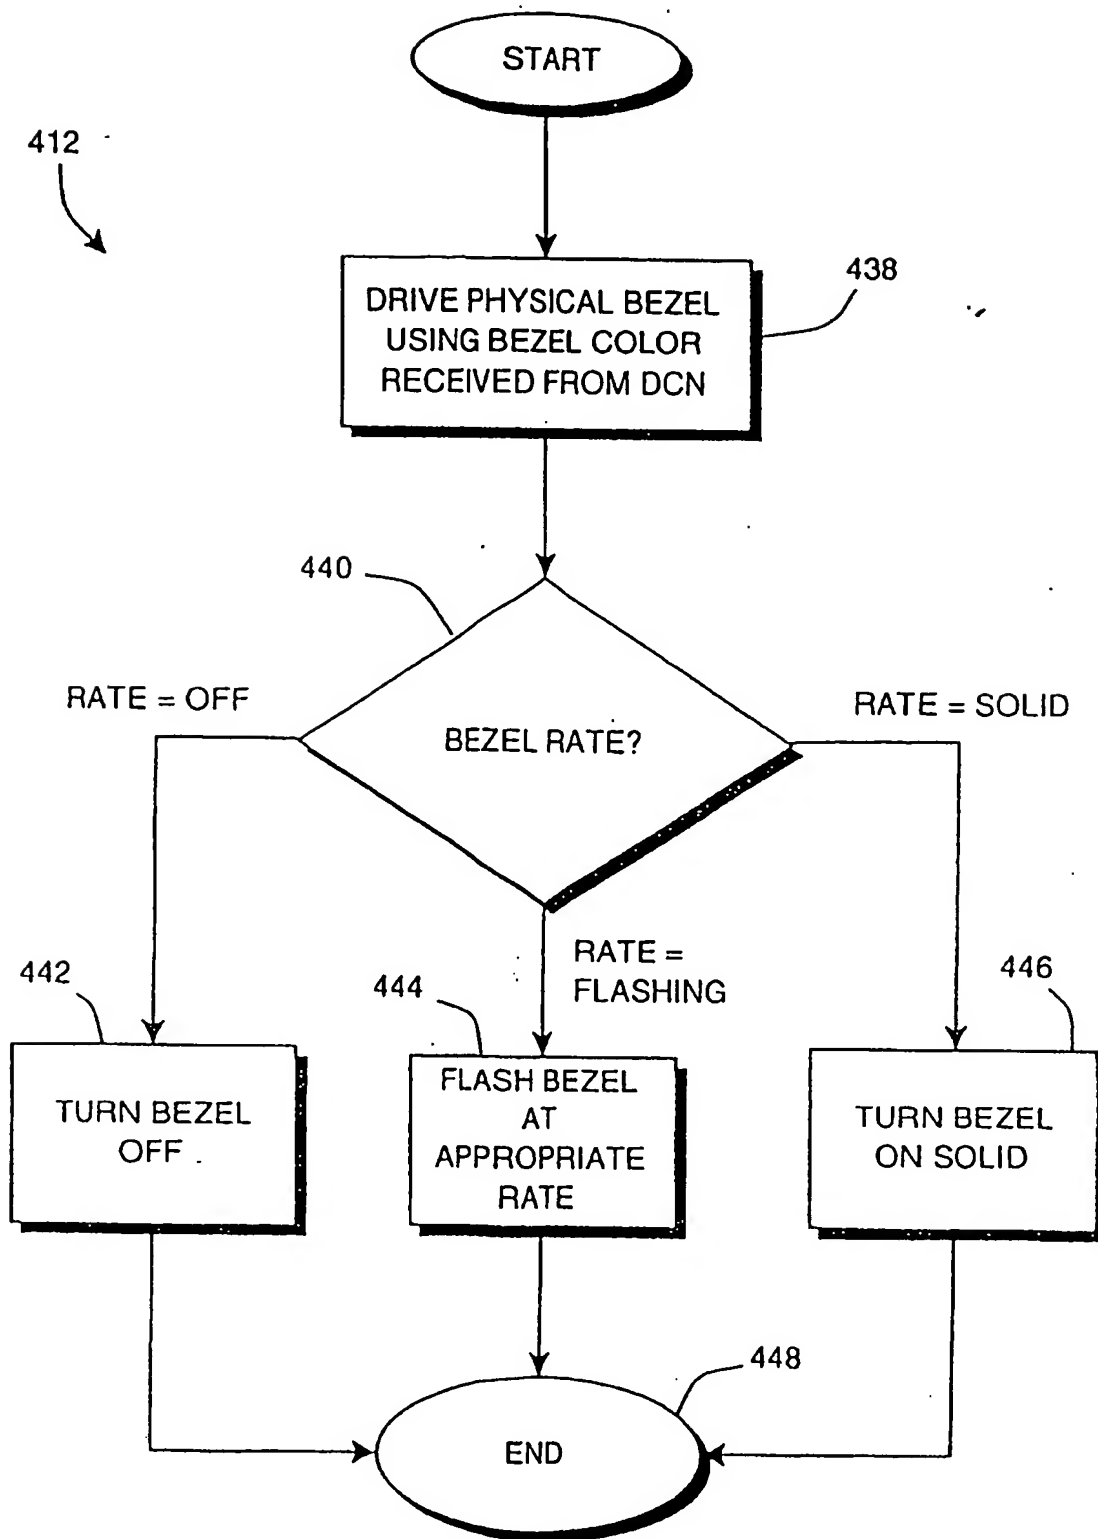 START
412
438
DRIVE PHYSICAL BEZEL
USING BEZEL COLOR
RECEIVED FROM DCN
440
RATE = OFF
BEZEL RATE?
RATE = SOLID
RATE =
FLASHING
442
TURN BEZEL
OFF
444
FLASH BEZEL
AT
APPROPRIATE
RATE
446
TURN BEZEL
ON SOLID
448
END